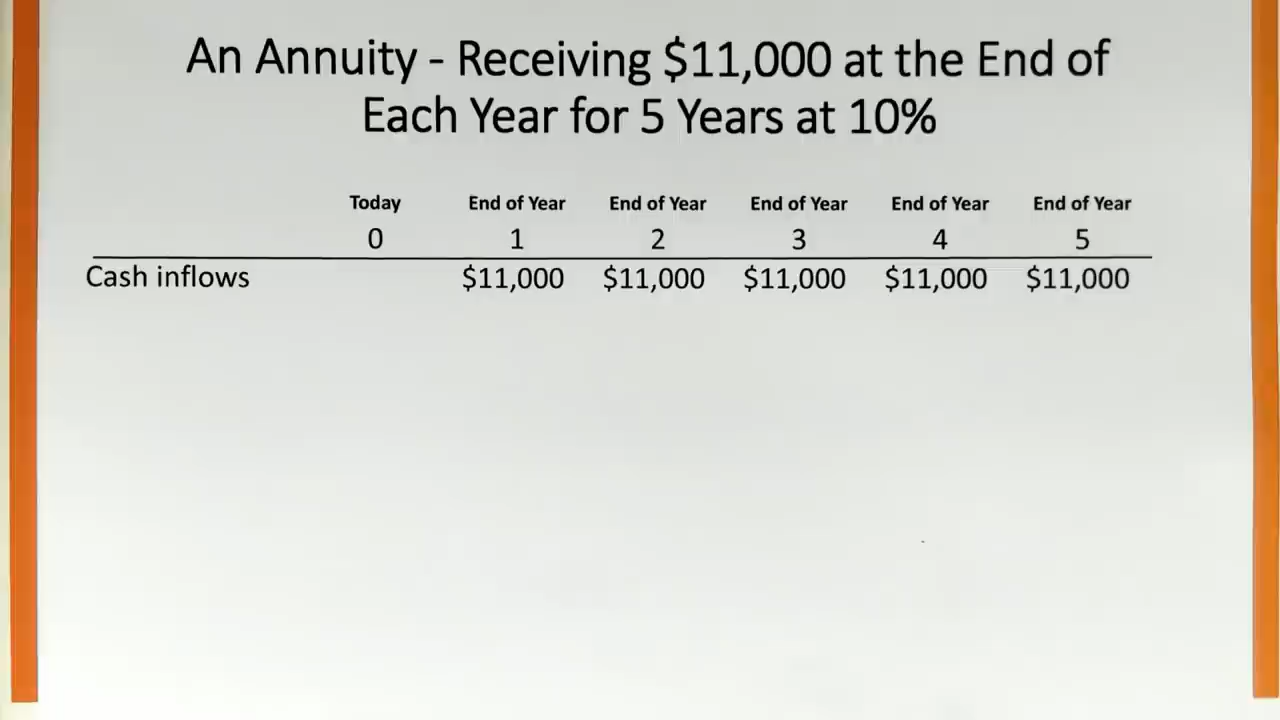 An Annuity - Receiving $11,000 at the End of
Each Year for 5 Years at 10%
Today End of Year End of Year End of Year End of Year End of Year
0 1 2 3 4 5
Cash inflows $11,000 $11,000 $11,000 $11,000 $11,000